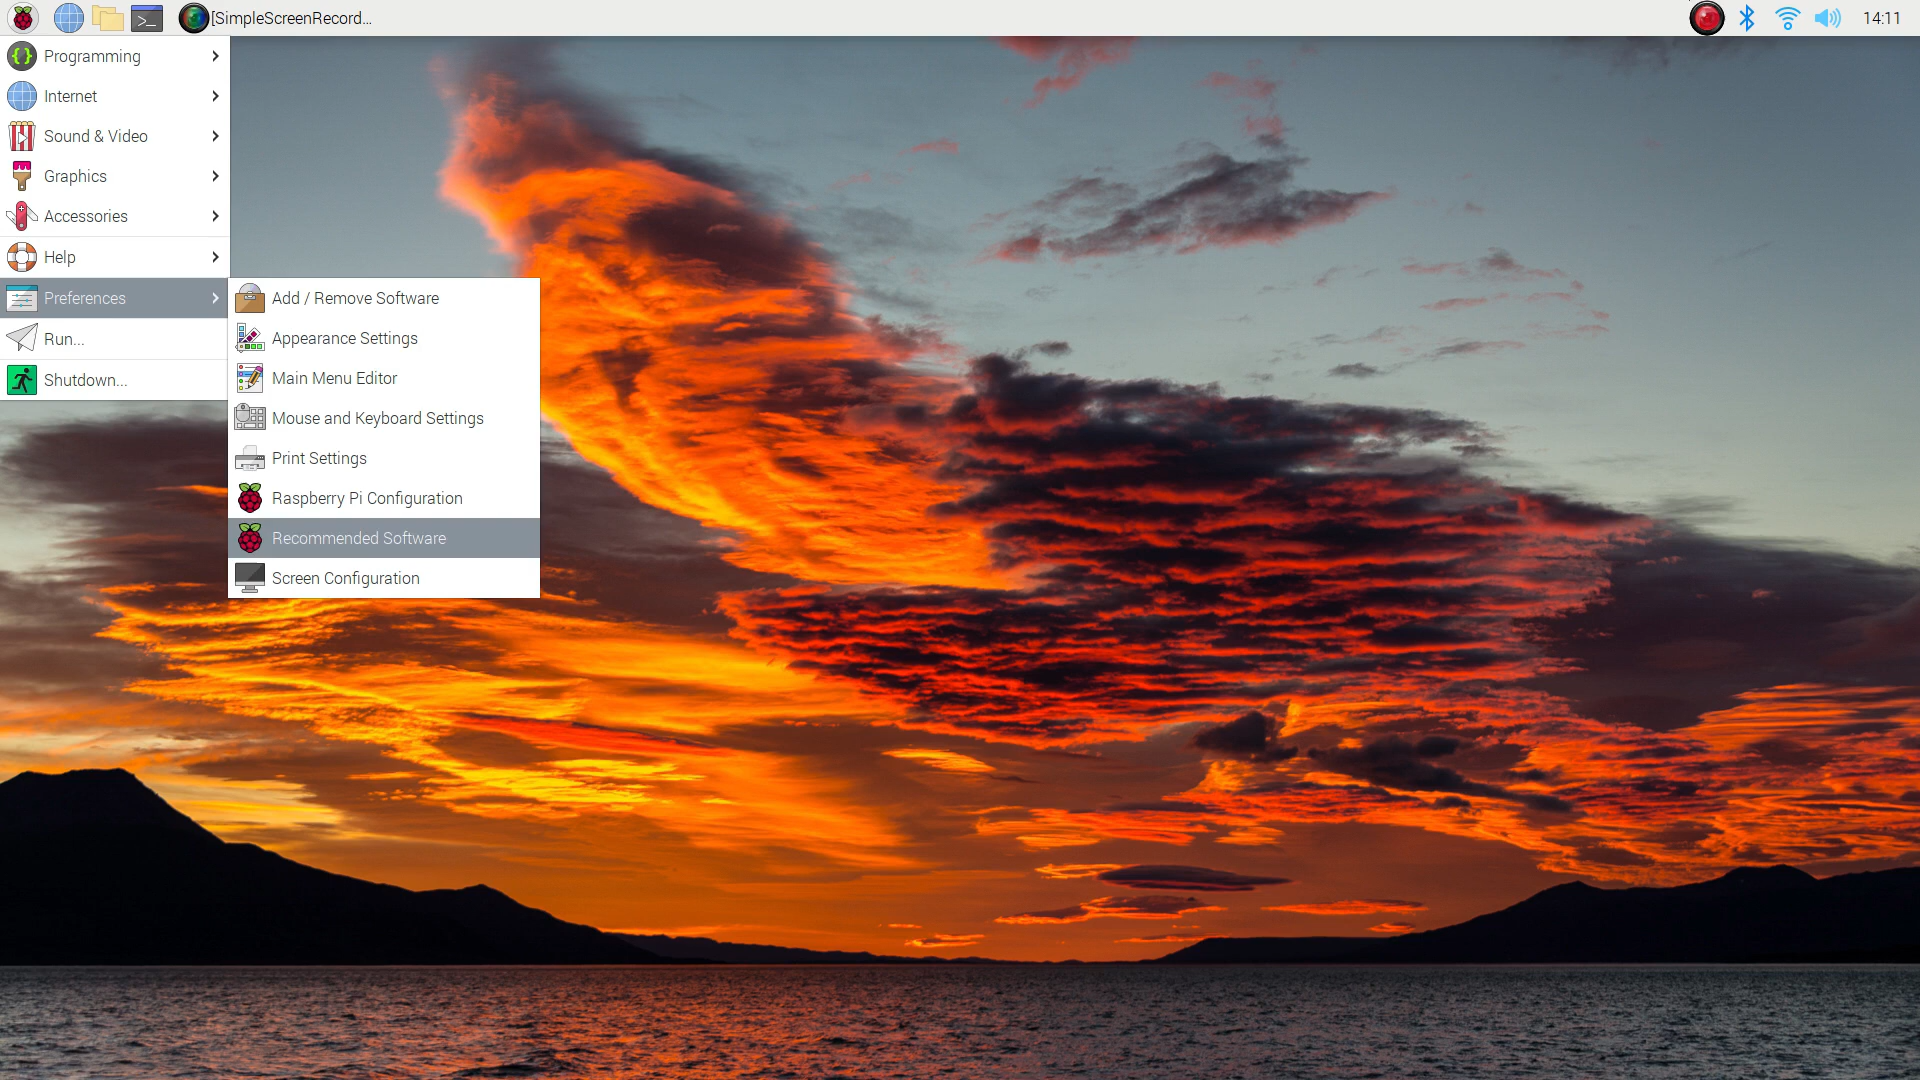 [SimpleScreenRecord...
14:11
Programming
Internet
Sound & Video
Graphics
Accessories
Help
Preferences
Run...
Shutdown...
Add / Remove Software
Appearance Settings
Main Menu Editor
Mouse and Keyboard Settings
Print Settings
Raspberry Pi Configuration
Recommended Software
Screen Configuration